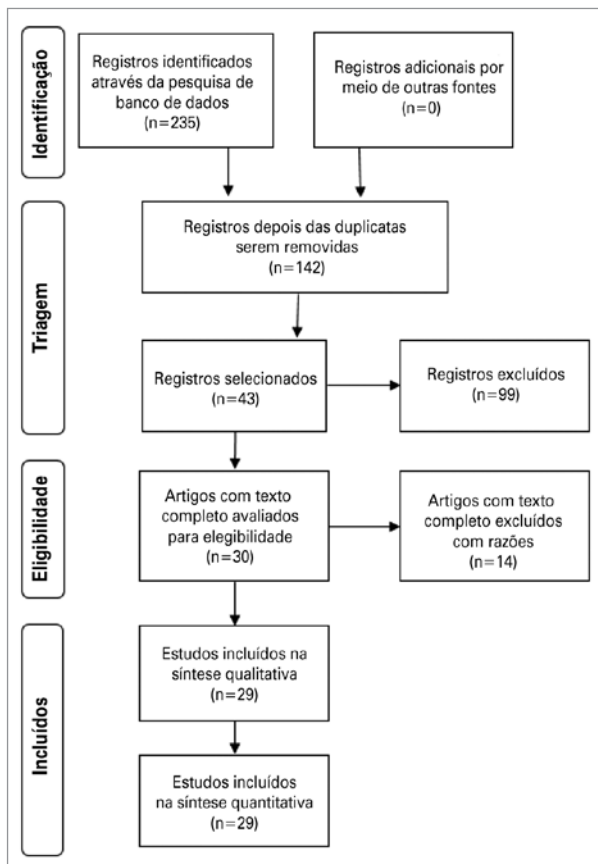 Identificação
Registros identificados
através da pesquisa de
banco de dados
(n=235)
Registros adicionais por
meio de outras fontes
(n=0)
Triagem
Registros depois das duplicatas
serem removidas
(n=142)
Registros selecionados
(n=43)
Registros excluídos
(n=99)
Eligibilidade
Artigos com texto
completo avaliados
para elegebilidade
(n=30)
Artigos com texto
completo excluídos
com razões
(n=14)
Incluídos
Estudos incluídos na
síntese qualitativa
(n=29)
Estudos incluídos
na síntese quantitativa
(n=29)